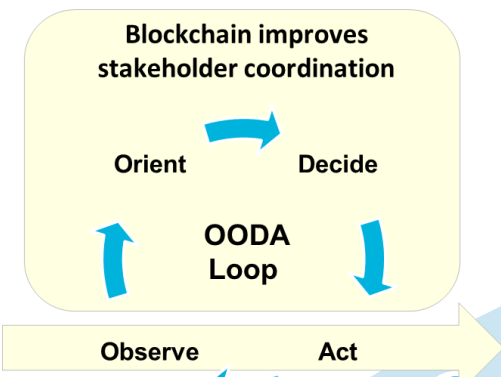 Blockchain improves
stakeholder coordination
Orient Decide
OODA
Loop
Observe Act